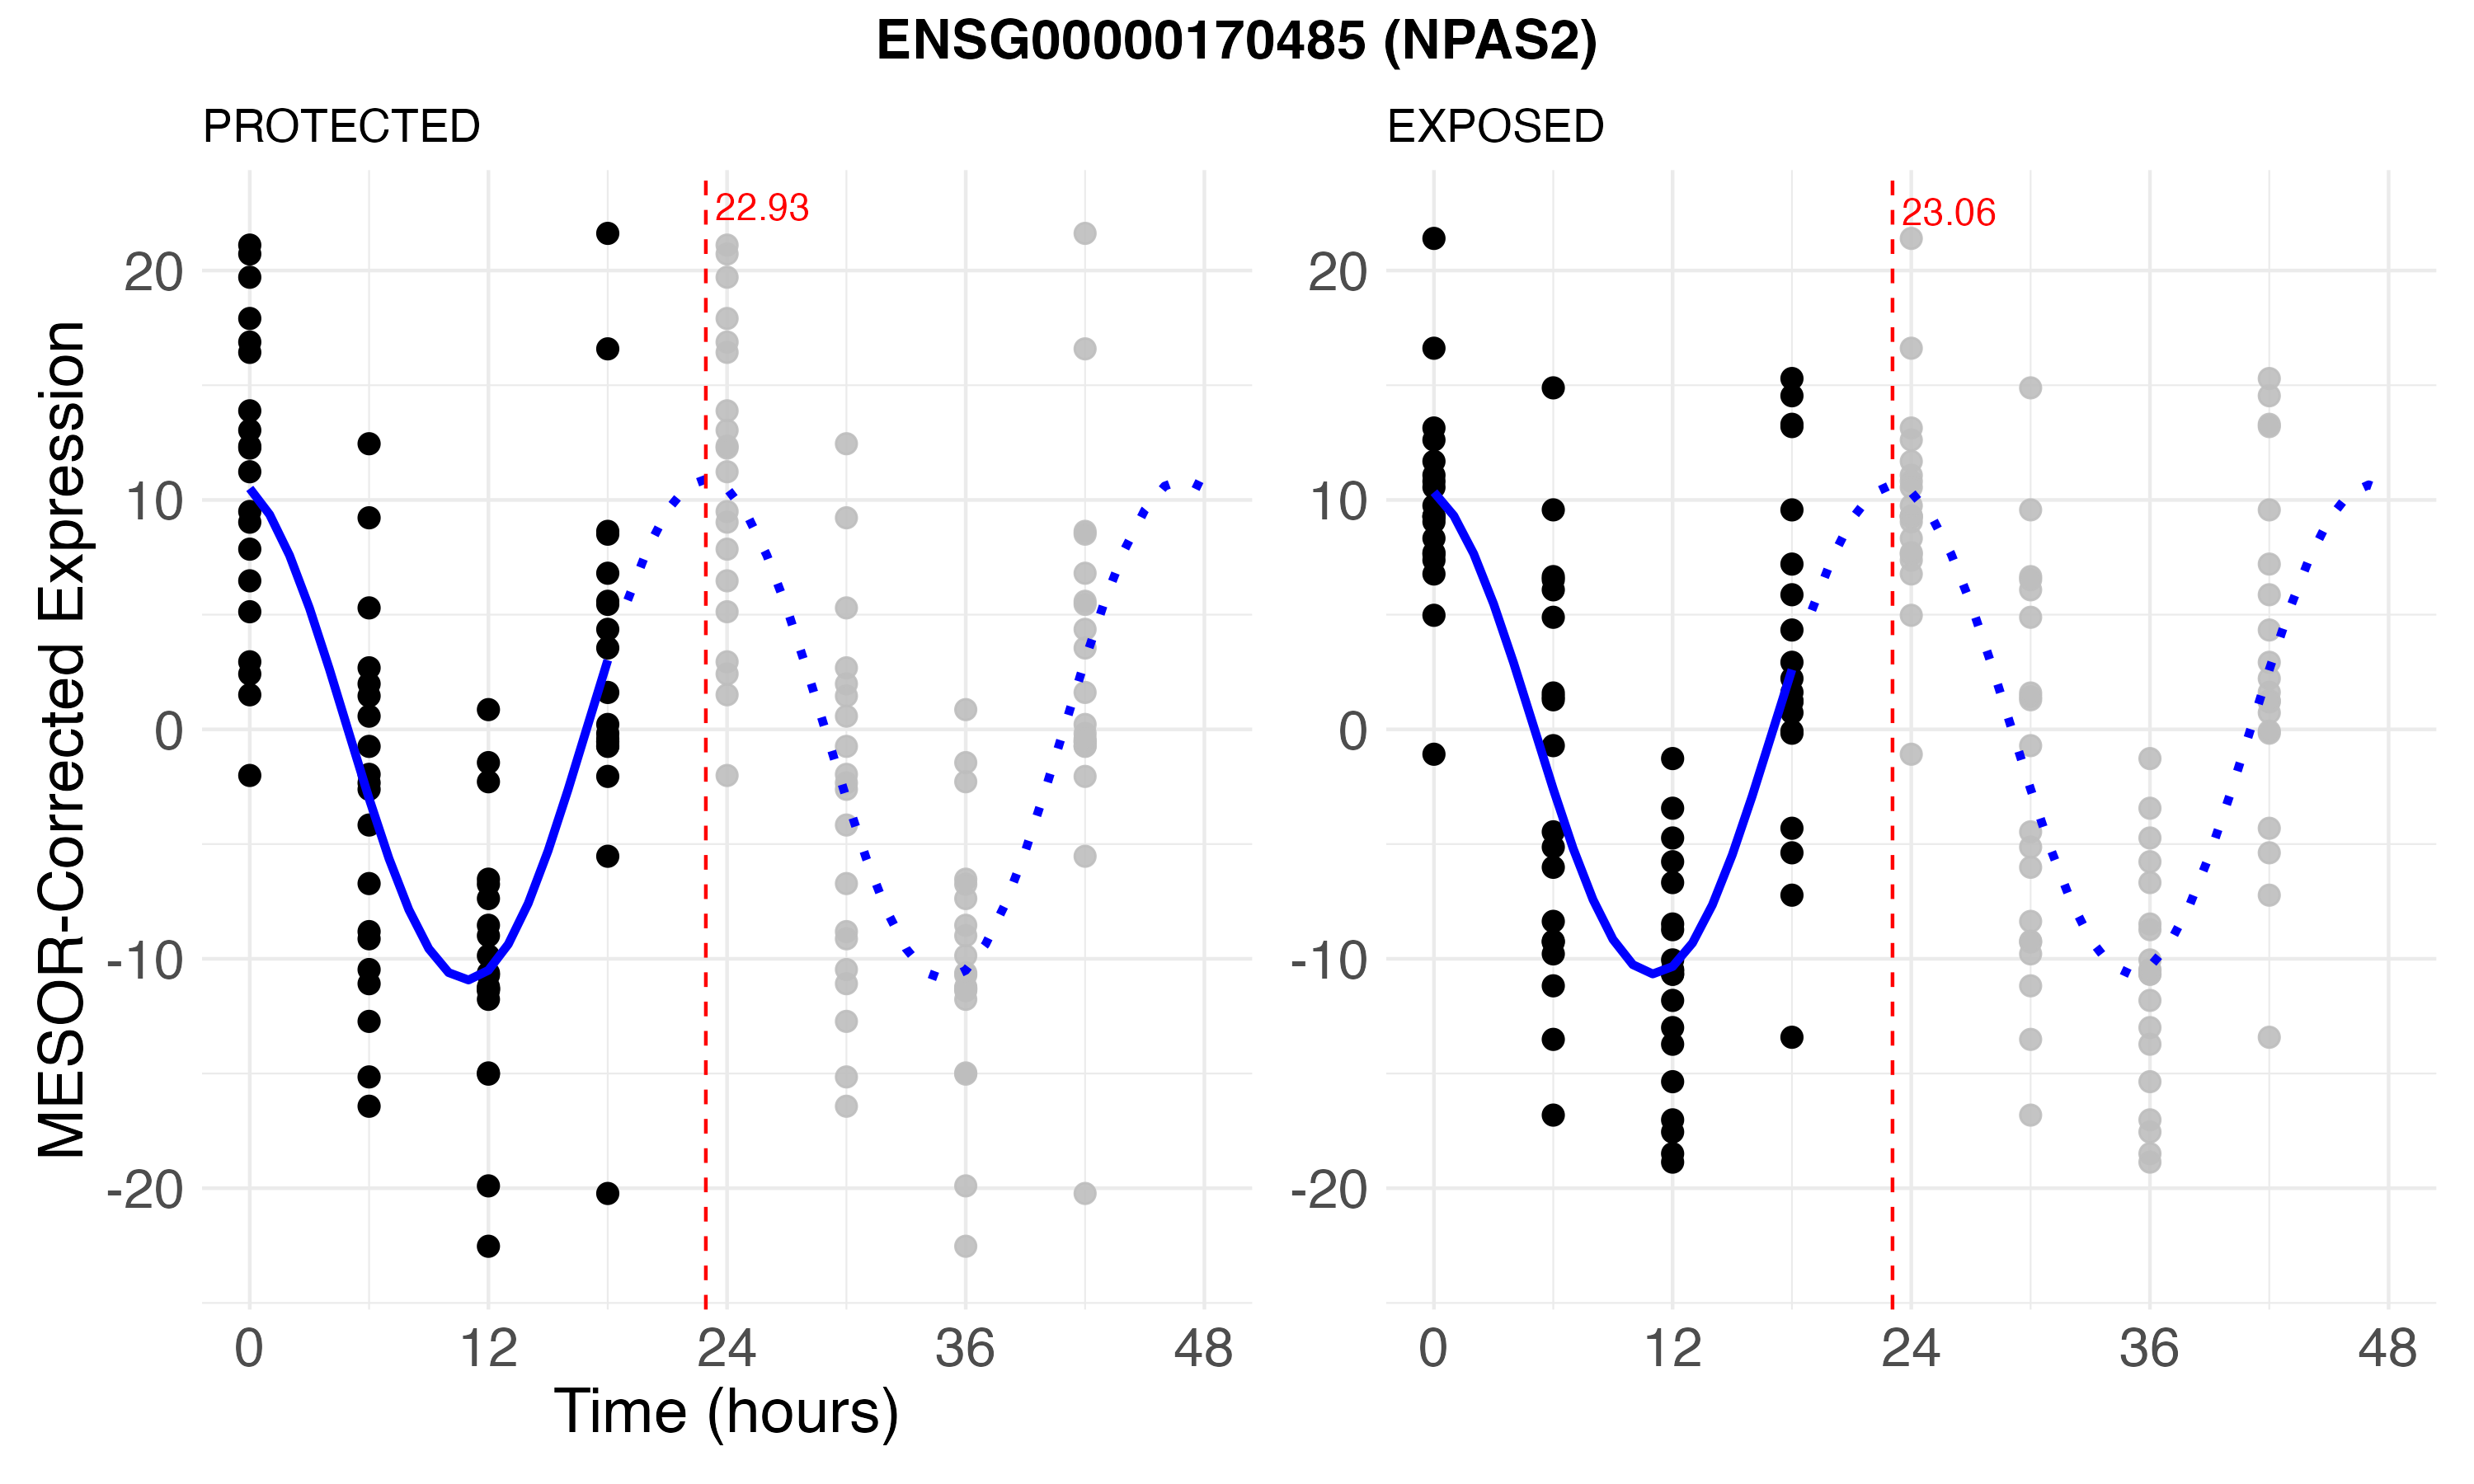 ENSG00000170485 (NPAS2)
PROTECTED
EXPOSED
MESOR-Corrected Expression
22.93
20
10
0
-10
-20
0 12 24 36 48
Time (hours)
23.06
20
10
0
-10
-20
0 12 24 36 48